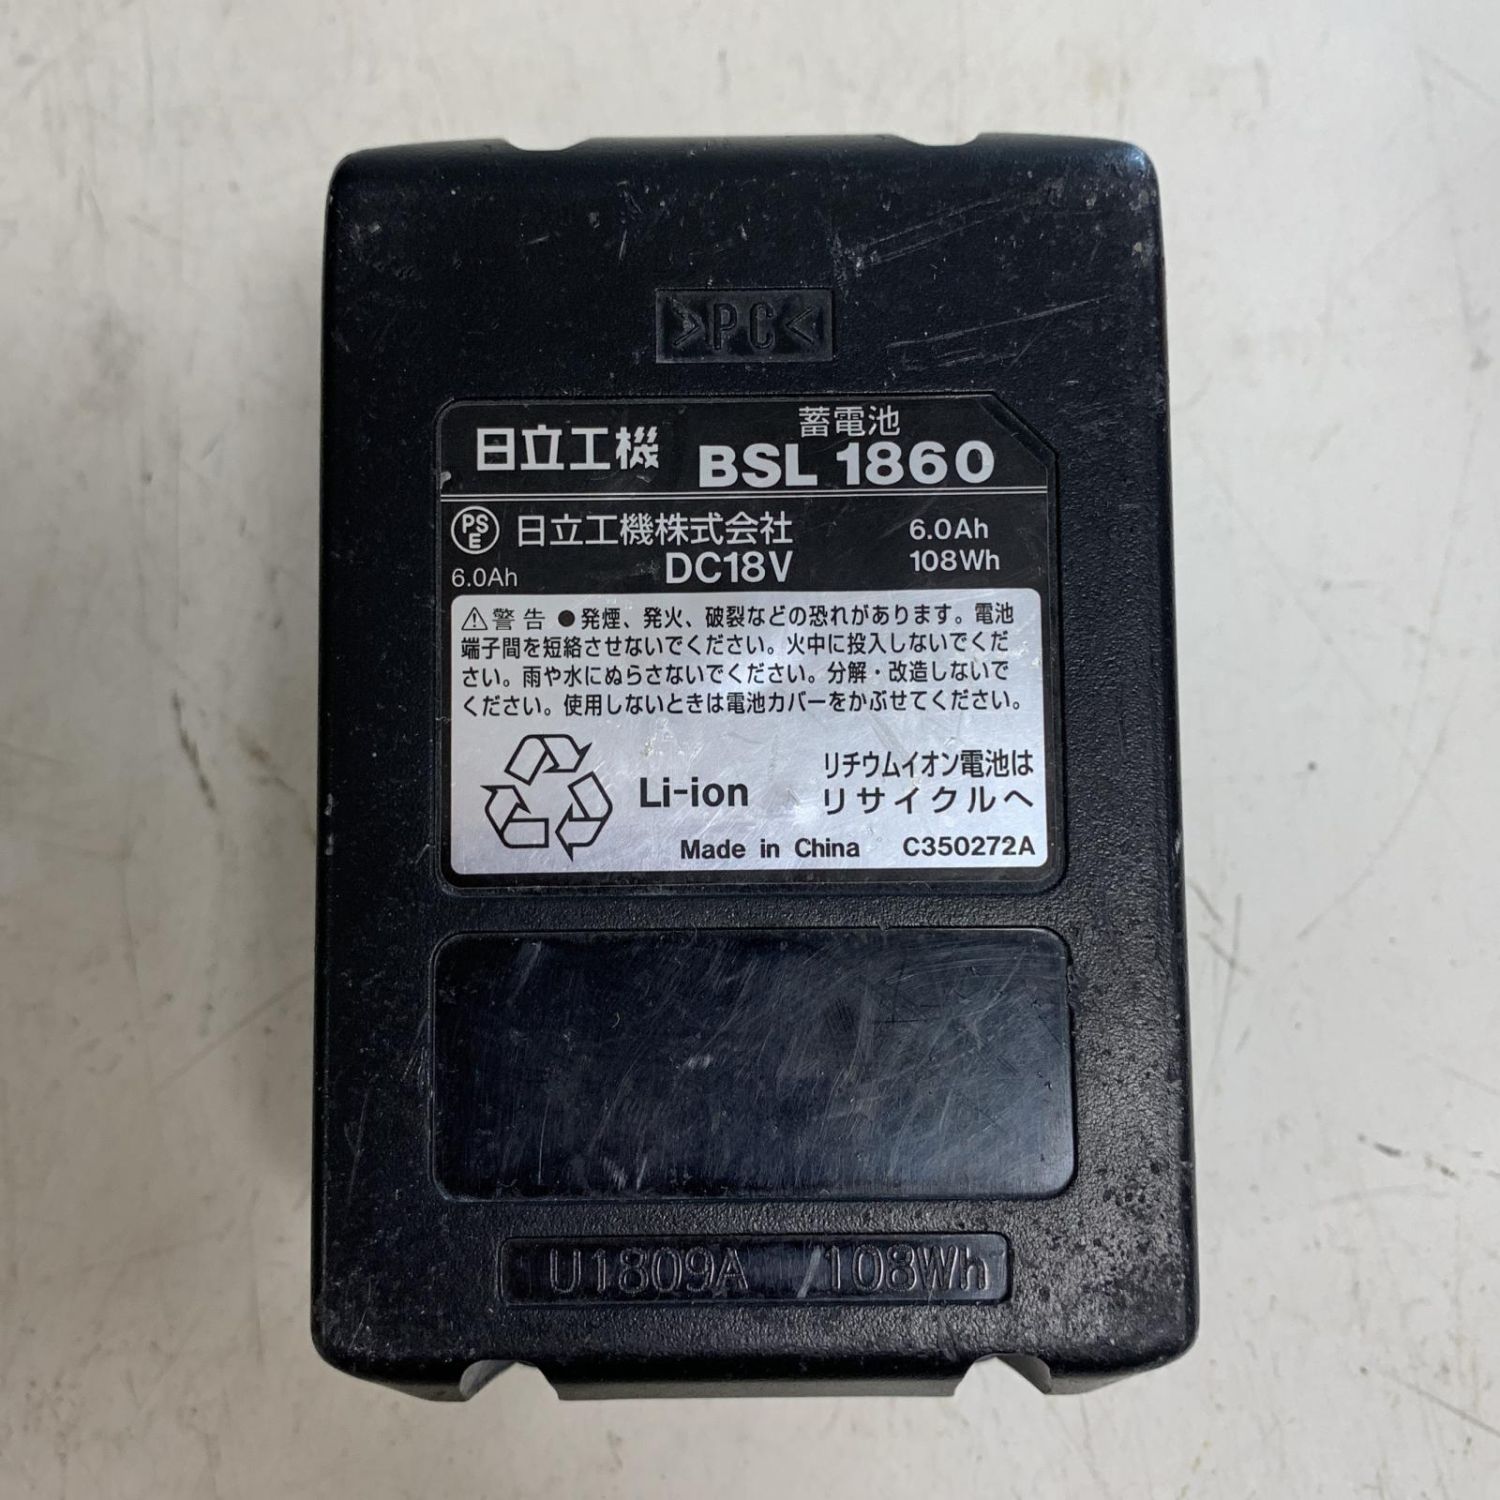 >PC<
蓄電池
日立工機 BSL 1860
PSE 日立工機株式会社 6.0Ah
6.0Ah DC18V 108Wh
⚠警告 ●発煙、発火、破裂などの恐れがあります。電池
端子間を短絡させないでください。火中に投入しないでくだ
さい。雨や水にぬらさないでください。分解・改造しないで
ください。使用しないときは電池カバーをかぶせてください。
リチウムイオン電池は
Li-ion リサイクルへ
Made in China C350272A
U1809A /108Wh